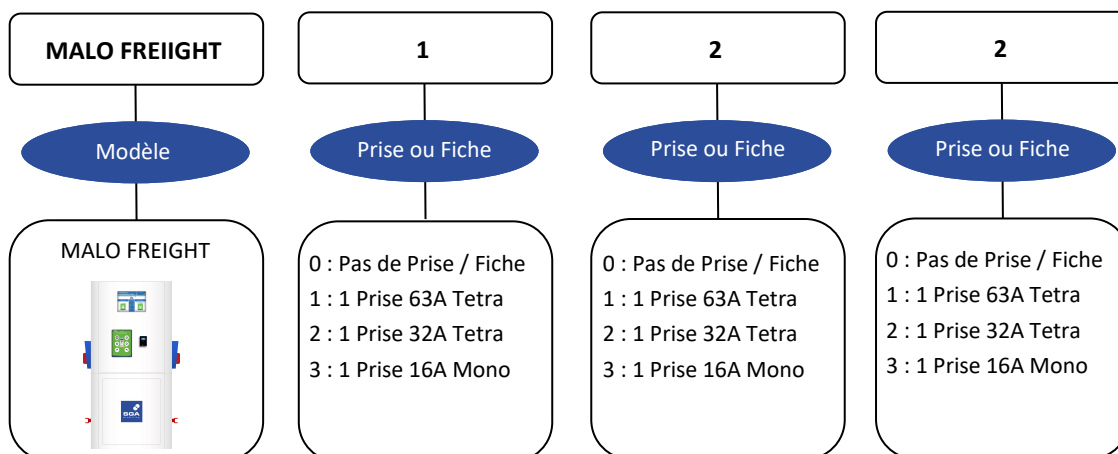 MALO FREIIGHT
1
2
2
Modèle
Prise ou Fiche
Prise ou Fiche
Prise ou Fiche
MALO FREIGHT
SGA
0 : Pas de Prise / Fiche
1 : 1 Prise 63A Tetra
2 : 1 Prise 32A Tetra
3 : 1 Prise 16A Mono
0 : Pas de Prise / Fiche
1 : 1 Prise 63A Tetra
2 : 1 Prise 32A Tetra
3 : 1 Prise 16A Mono
0 : Pas de Prise / Fiche
1 : 1 Prise 63A Tetra
2 : 1 Prise 32A Tetra
3 : 1 Prise 16A Mono